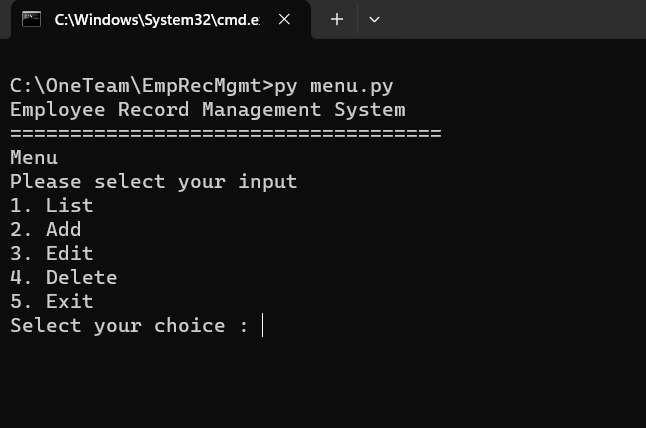 C:\Windows\System32\cmd.e
C:\OneTeam\EmpRecMgmt>py menu.py
Employee Record Management System
====================================
Menu
Please select your input
1. List
2. Add
3. Edit
4. Delete
5. Exit
Select your choice :